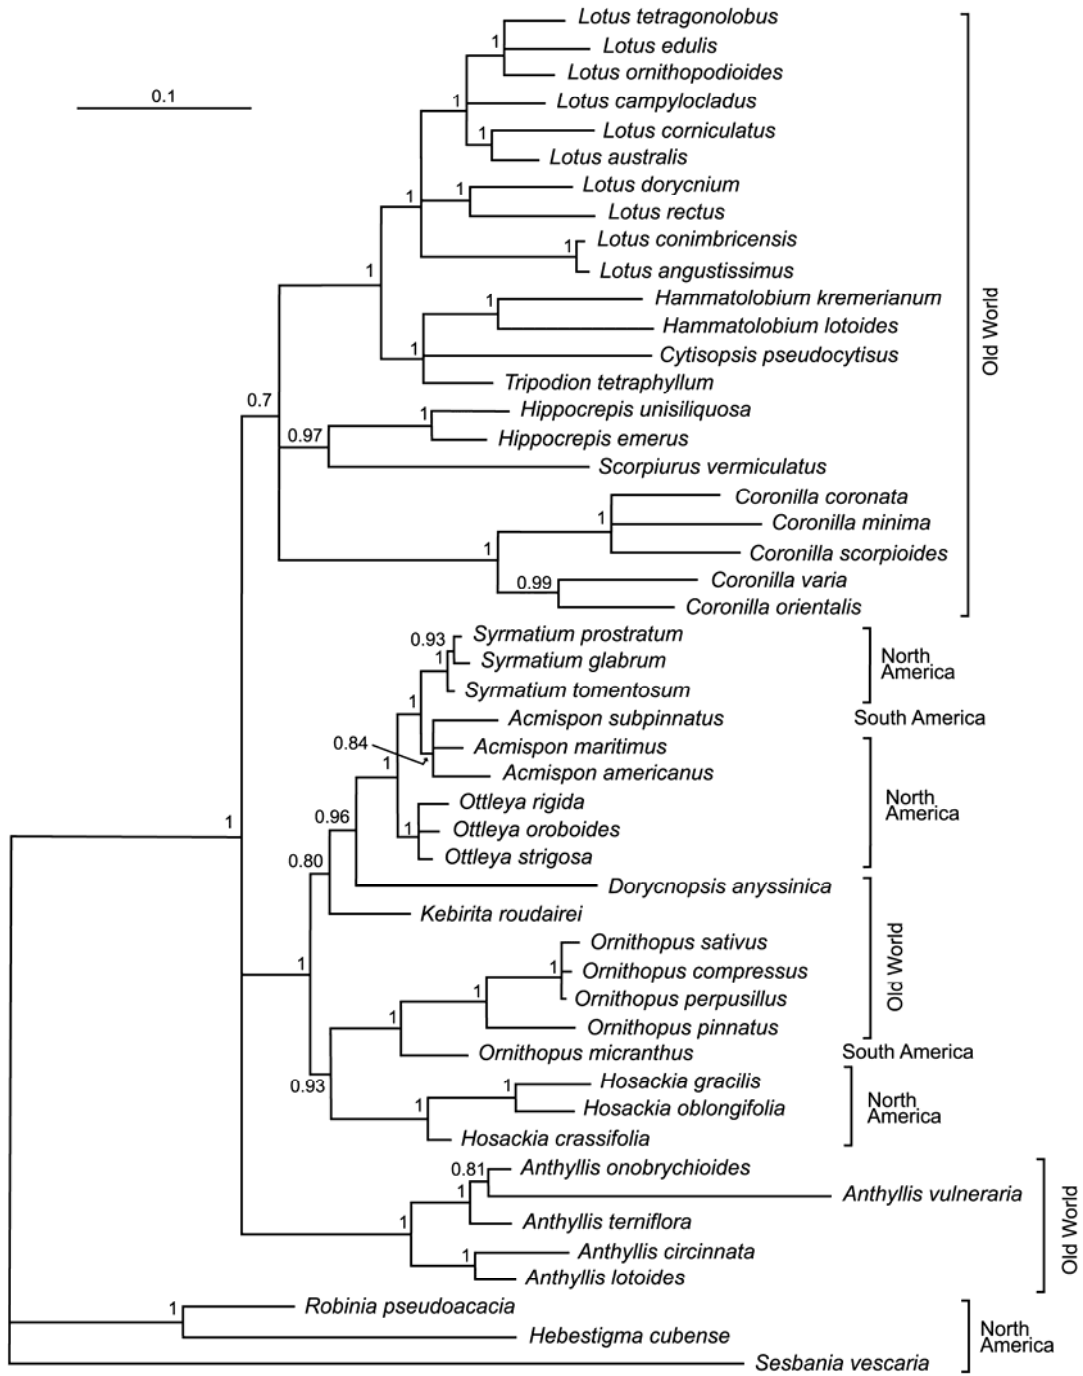 Lotus tetragonolobus
1
Lotus edulis
Lotus ornithopodioides
0.1
1
Lotus campylocladus
1
Lotus corniculatus
Lotus australis
1
Lotus dorycnium
1
Lotus rectus
1
Lotus conimbricensis
Lotus angustissimus
1
1
Hammatolobium kremerianum
Hammatolobium lotoides
Old World
1
Cytisopsis pseudocytisus
Tripodion tetraphyllum
0.7
1
Hippocrepis unisiliquosa
0.97
Hippocrepis emerus
Scorpiurus vermiculatus
Coronilla coronata
1
Coronilla minima
1
Coronilla scorpioides
0.99
Coronilla varia
Coronilla orientalis
0.93
Syrmatium prostratum
1
Syrmatium glabrum
North
America
Syrmatium tomentosum
1
Acmispon subpinnatus
South America
0.84
Acmispon maritimus
1
Acmispon americanus
Ottleya rigida
North
America
0.96
1
Ottleya oroboides
1
Ottleya strigosa
0.80
Dorycnopsis anyssinica
Kebirita roudairei
Ornithopus sativus
1
1
Ornithopus compressus
Old World
1
Ornithopus perpusillus
1
Ornithopus pinnatus
Ornithopus micranthus
South America
0.93
1
Hosackia gracilis
1
Hosackia oblongifolia
North
America
Hosackia crassifolia
0.81
Anthyllis onobrychioides
1
Anthyllis vulneraria
1
Anthyllis terniflora
Old World
1
Anthyllis circinnata
Anthyllis lotoides
1
Robinia pseudoacacia
Hebestigma cubense
North
America
Sesbania vescaria